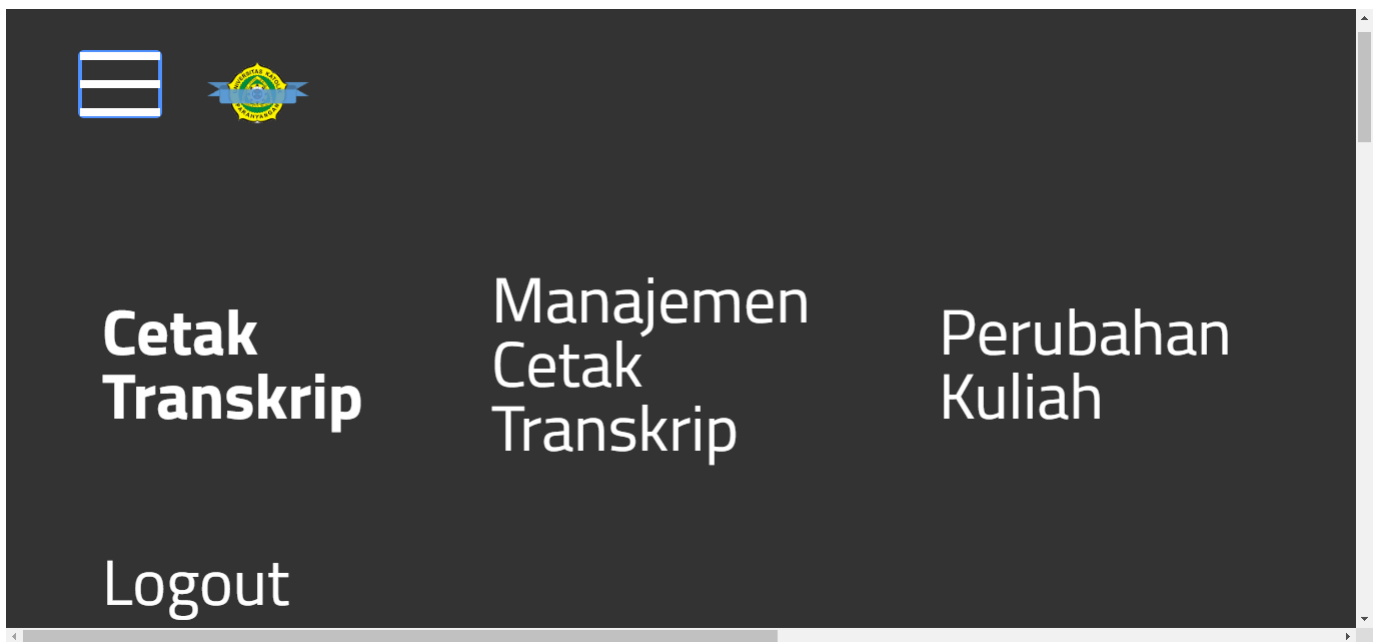 Cetak
Transkrip
Manajemen
Cetak
Transkrip
Perubahan
Kuliah
Logout